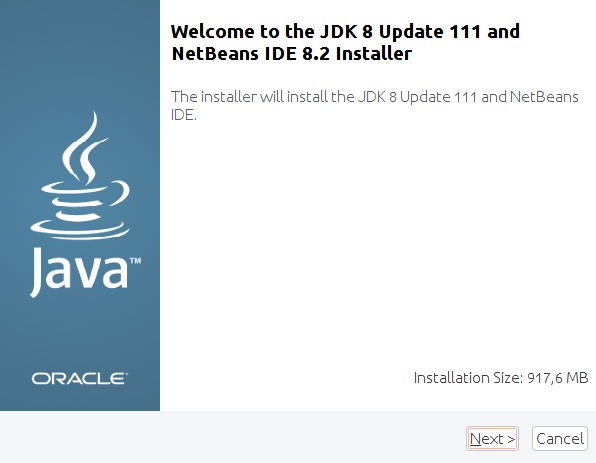 Welcome to the JDK 8 Update 111 and
NetBeans IDE 8.2 Installer
The installer will install the JDK 8 Update 111 and NetBeans
IDE.
Java™
ORACLE®
Installation Size: 917,6 MB
Next >
Cancel